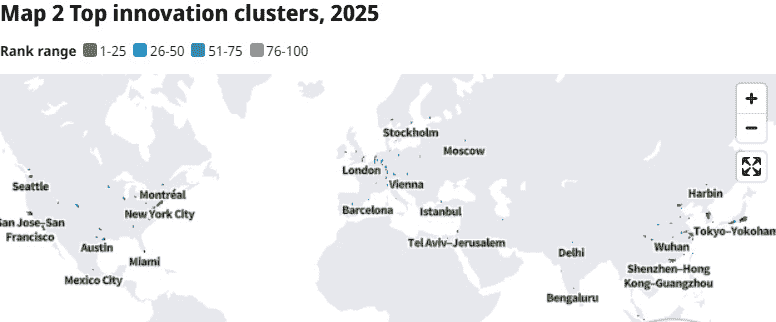 Map 2 Top innovation clusters, 2025
Rank range 1-25 26-50 51-75 76-100
+
−
Stockholm
Moscow
London
Vienna
Seattle
Montréal
Harbin
New York City
Barcelona
Istanbul
San Jose–San
Francisco
Tokyo–Yokoham
Austin
Tel Aviv–Jerusalem
Wuhan
Delhi
Miami
Shenzhen–Hong
Kong–Guangzhou
Mexico City
Bengaluru